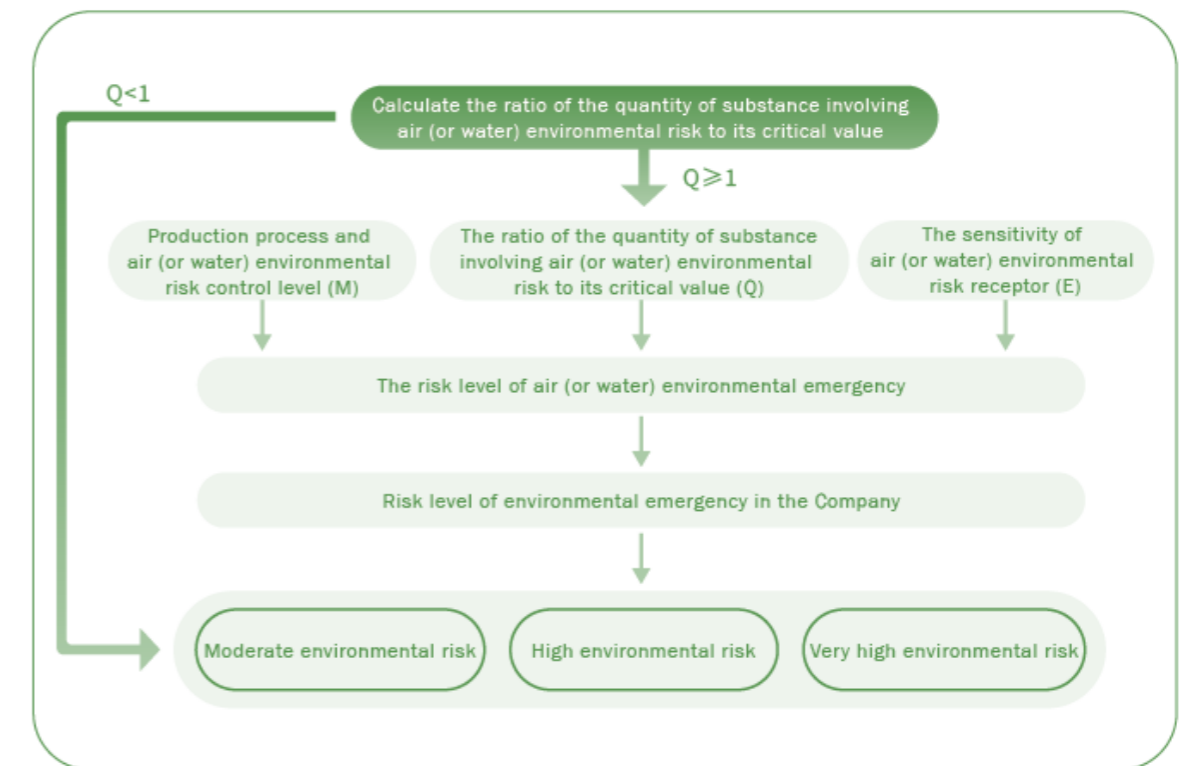 Q<1
Calculate the ratio of the quantity of substance involving
air (or water) environmental risk to its critical value
Q⩾1
Production process and
air (or water) environmental
risk control level (M)
The ratio of the quantity of substance
involving air (or water) environmental
risk to its critical value (Q)
The sensitivity of
air (or water) environmental
risk receptor (E)
The risk level of air (or water) environmental emergency
Risk level of environmental emergency in the Company
Moderate environmental risk
High environmental risk
Very high environmental risk